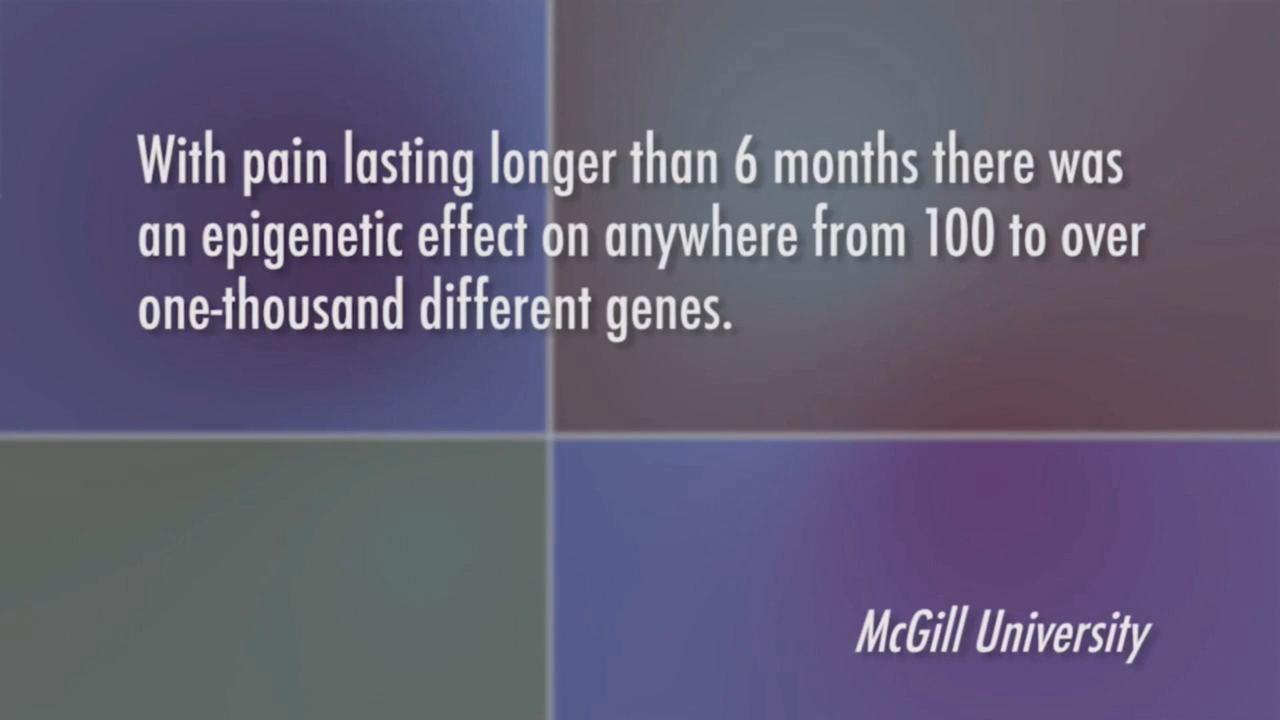 With pain lasting longer than 6 months there was
an epigenetic effect on anywhere from 100 to over
one-thousand different genes.
McGill University